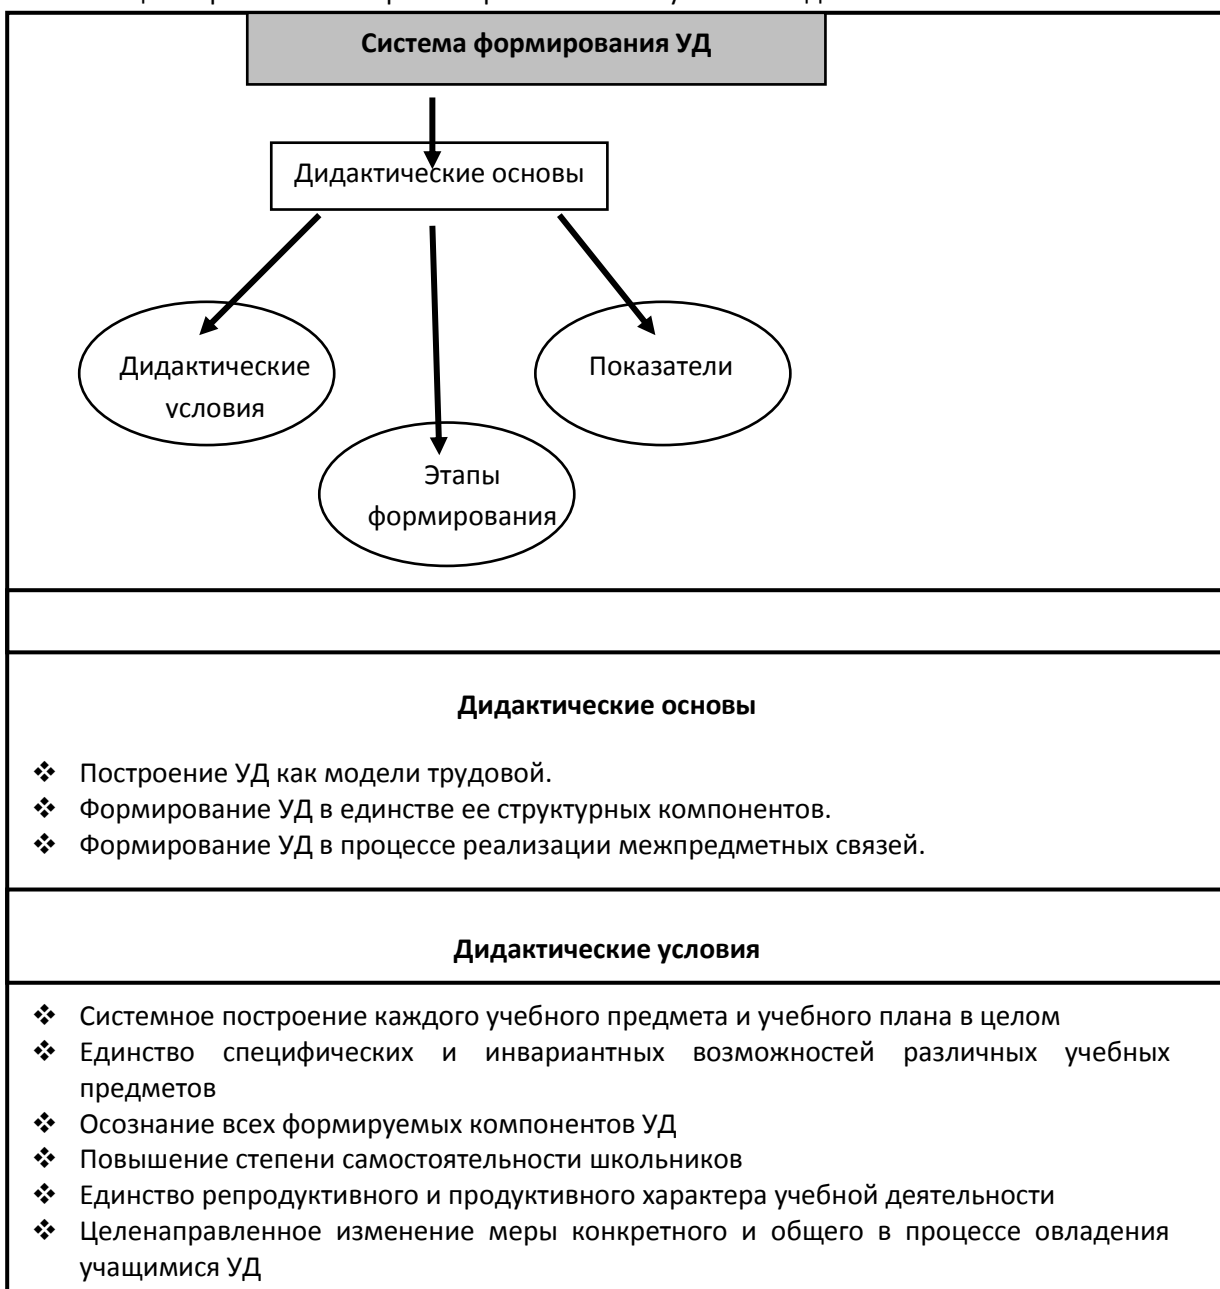 Система формирования УД
Дидактические основы
Дидактические
условия
Показатели
Этапы
формирования
Дидактические основы
❖ Построение УД как модели трудовой.
❖ Формирование УД в единстве ее структурных компонентов.
❖ Формирование УД в процессе реализации межпредметных связей.
Дидактические условия
❖ Системное построение каждого учебного предмета и учебного плана в целом
❖ Единство специфических и инвариантных возможностей различных учебных
предметов
❖ Осознание всех формируемых компонентов УД
❖ Повышение степени самостоятельности школьников
❖ Единство репродуктивного и продуктивного характера учебной деятельности
❖ Целенаправленное изменение меры конкретного и общего в процессе овладения
учащимися УД